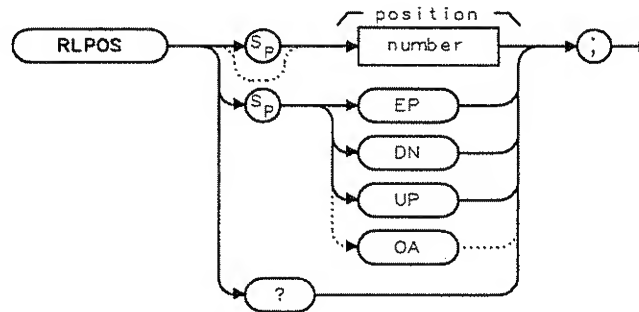 position
RLPOS
SP
number
;
SP
EP
DN
UP
OA
?